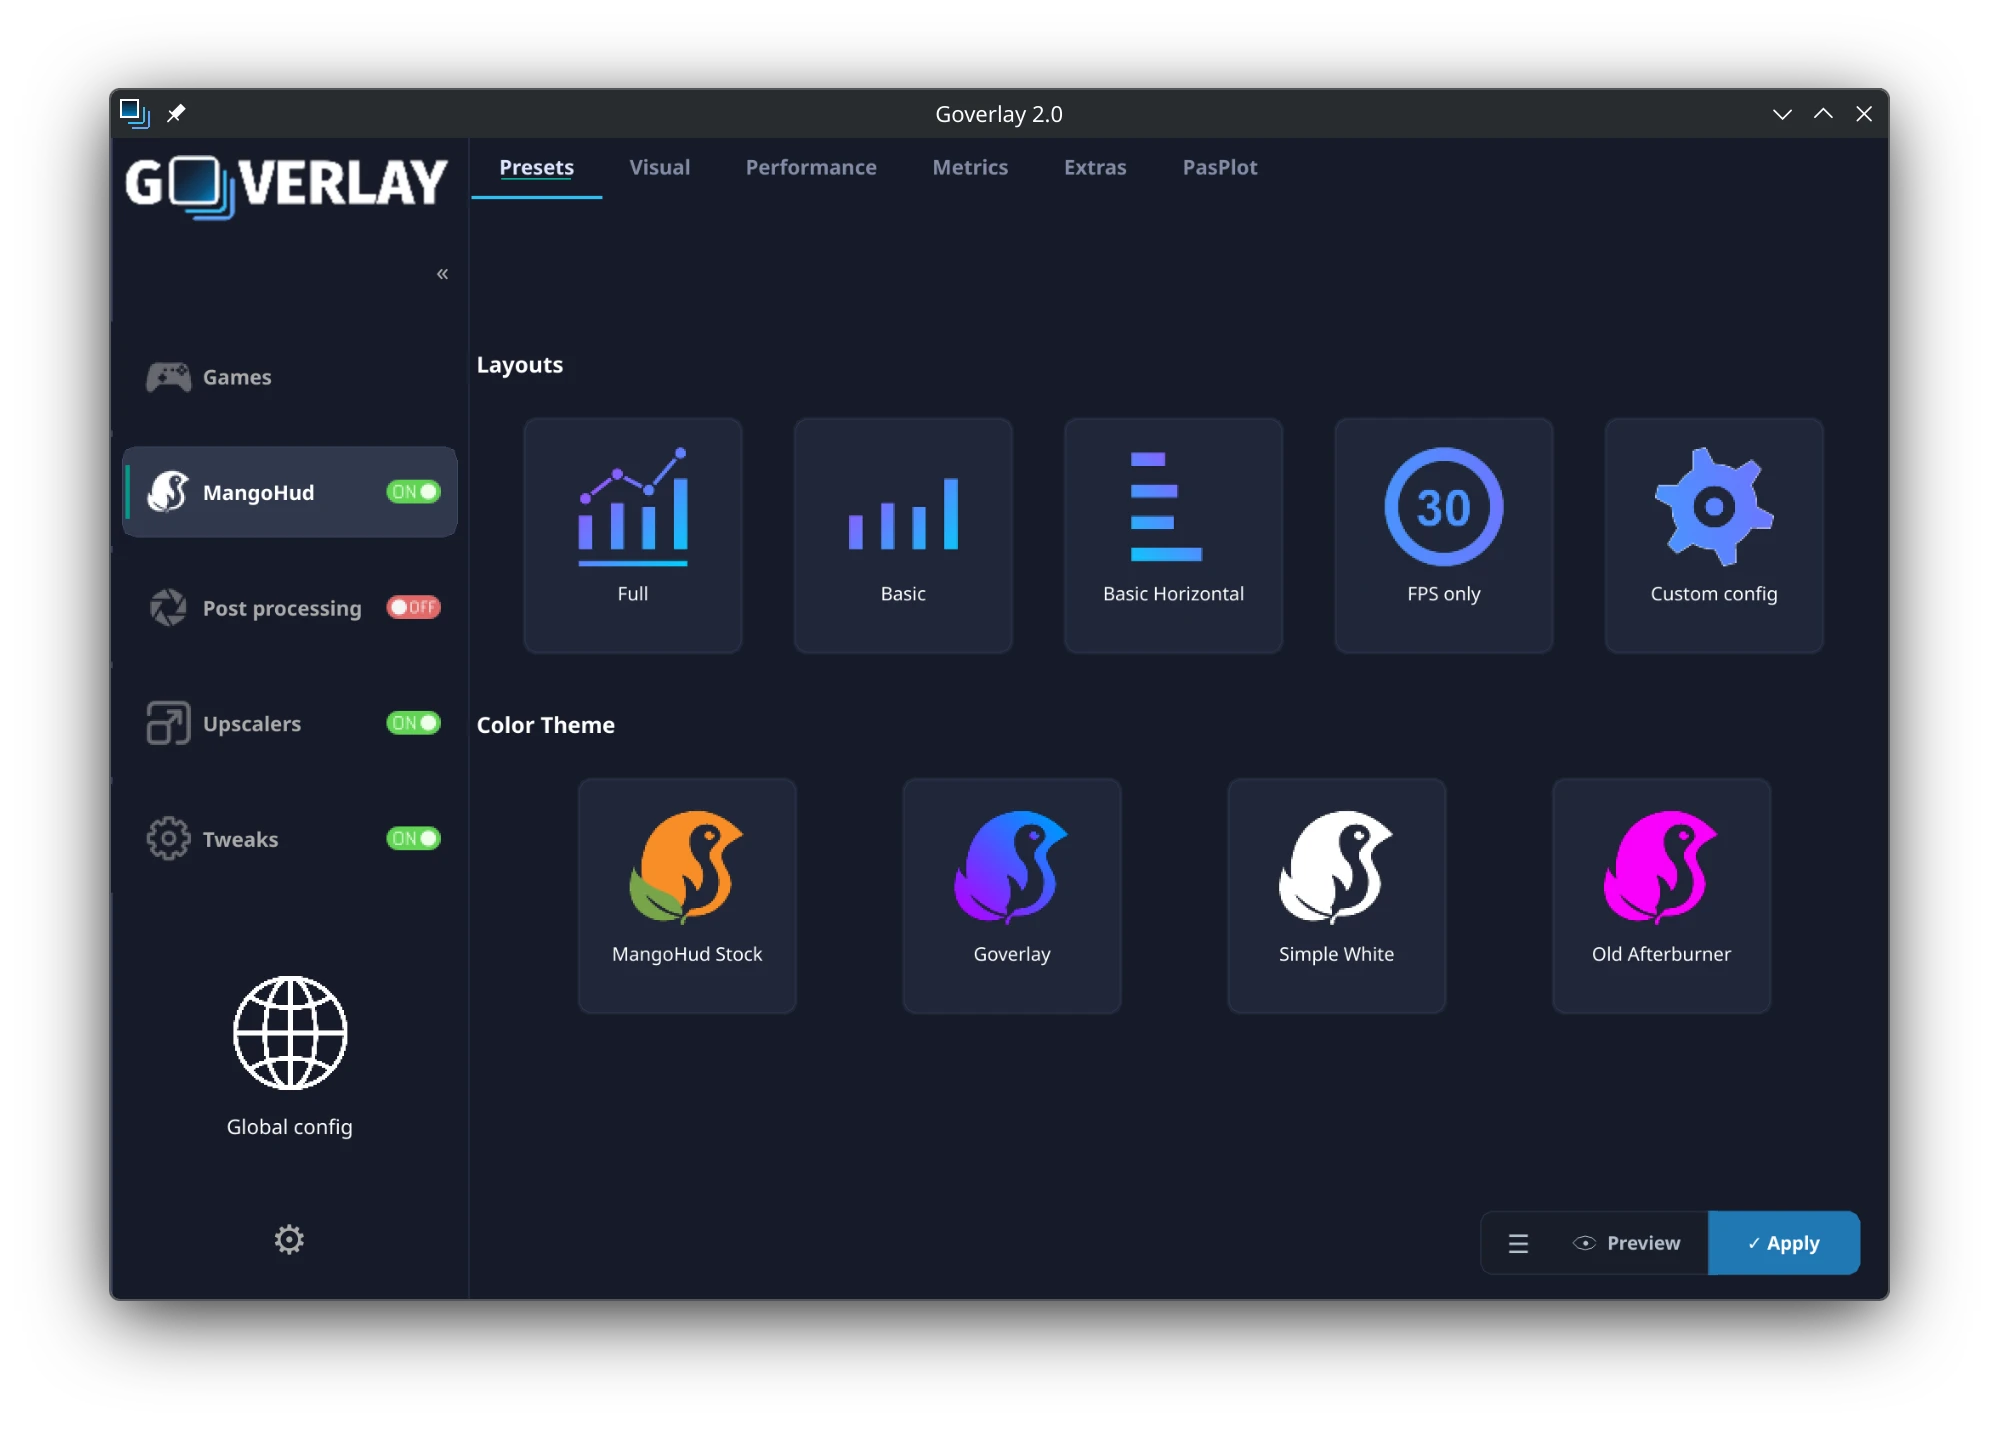 Goverlay 2.0
GOVERLAY
«
Games
MangoHud ON
Post processing OFF
Upscalers ON
Tweaks ON
Global config
Presets Visual Performance Metrics Extras PasPlot
Layouts
30
Full Basic Basic Horizontal FPS only Custom config
Color Theme
MangoHud Stock Goverlay Simple White Old Afterburner
☰ Preview ✓ Apply